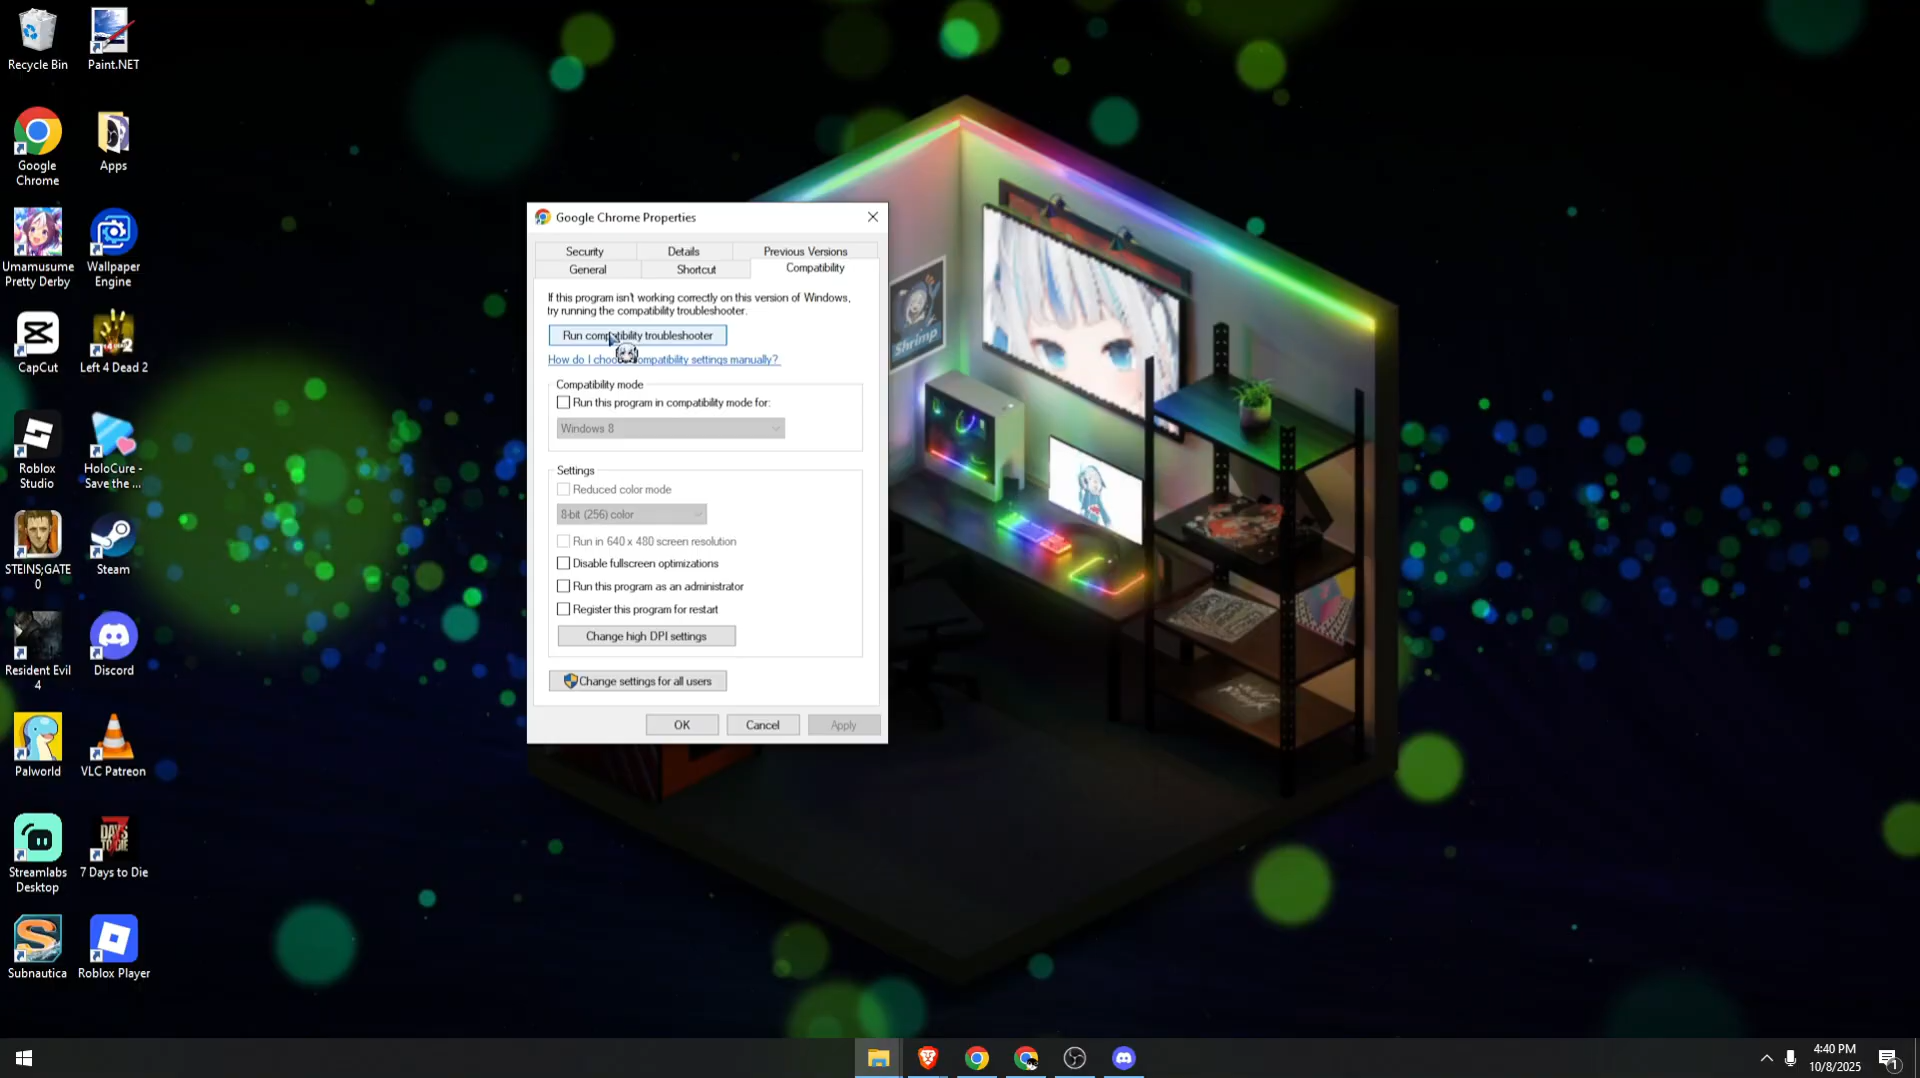 Recycle Bin
Paint.NET
Google
Chrome
Apps
Umamusume
Pretty Derby
Wallpaper
Engine
CapCut
Left 4 Dead 2
Roblox
Studio
HoloCure -
Save the ...
STEINS;GATE
0
Steam
Resident Evil
4
Discord
Palworld
VLC Patreon
Streamlabs
Desktop
7 Days to Die
Subnautica
Roblox Player
Google Chrome Properties
Security
Details
Previous Versions
General
Shortcut
Compatibility
If this program isn't working correctly on this version of Windows,
try running the compatibility troubleshooter.
Run compatibility troubleshooter
How do I choose compatibility settings manually?
Compatibility mode
Run this program in compatibility mode for:
Windows 8
Settings
Reduced color mode
8-bit (256) color
Run in 640 x 480 screen resolution
Disable fullscreen optimizations
Run this program as an administrator
Register this program for restart
Change high DPI settings
Change settings for all users
OK
Cancel
Apply
Shrimp
DAYS
TO DIE
4:40 PM
10/8/2025
1